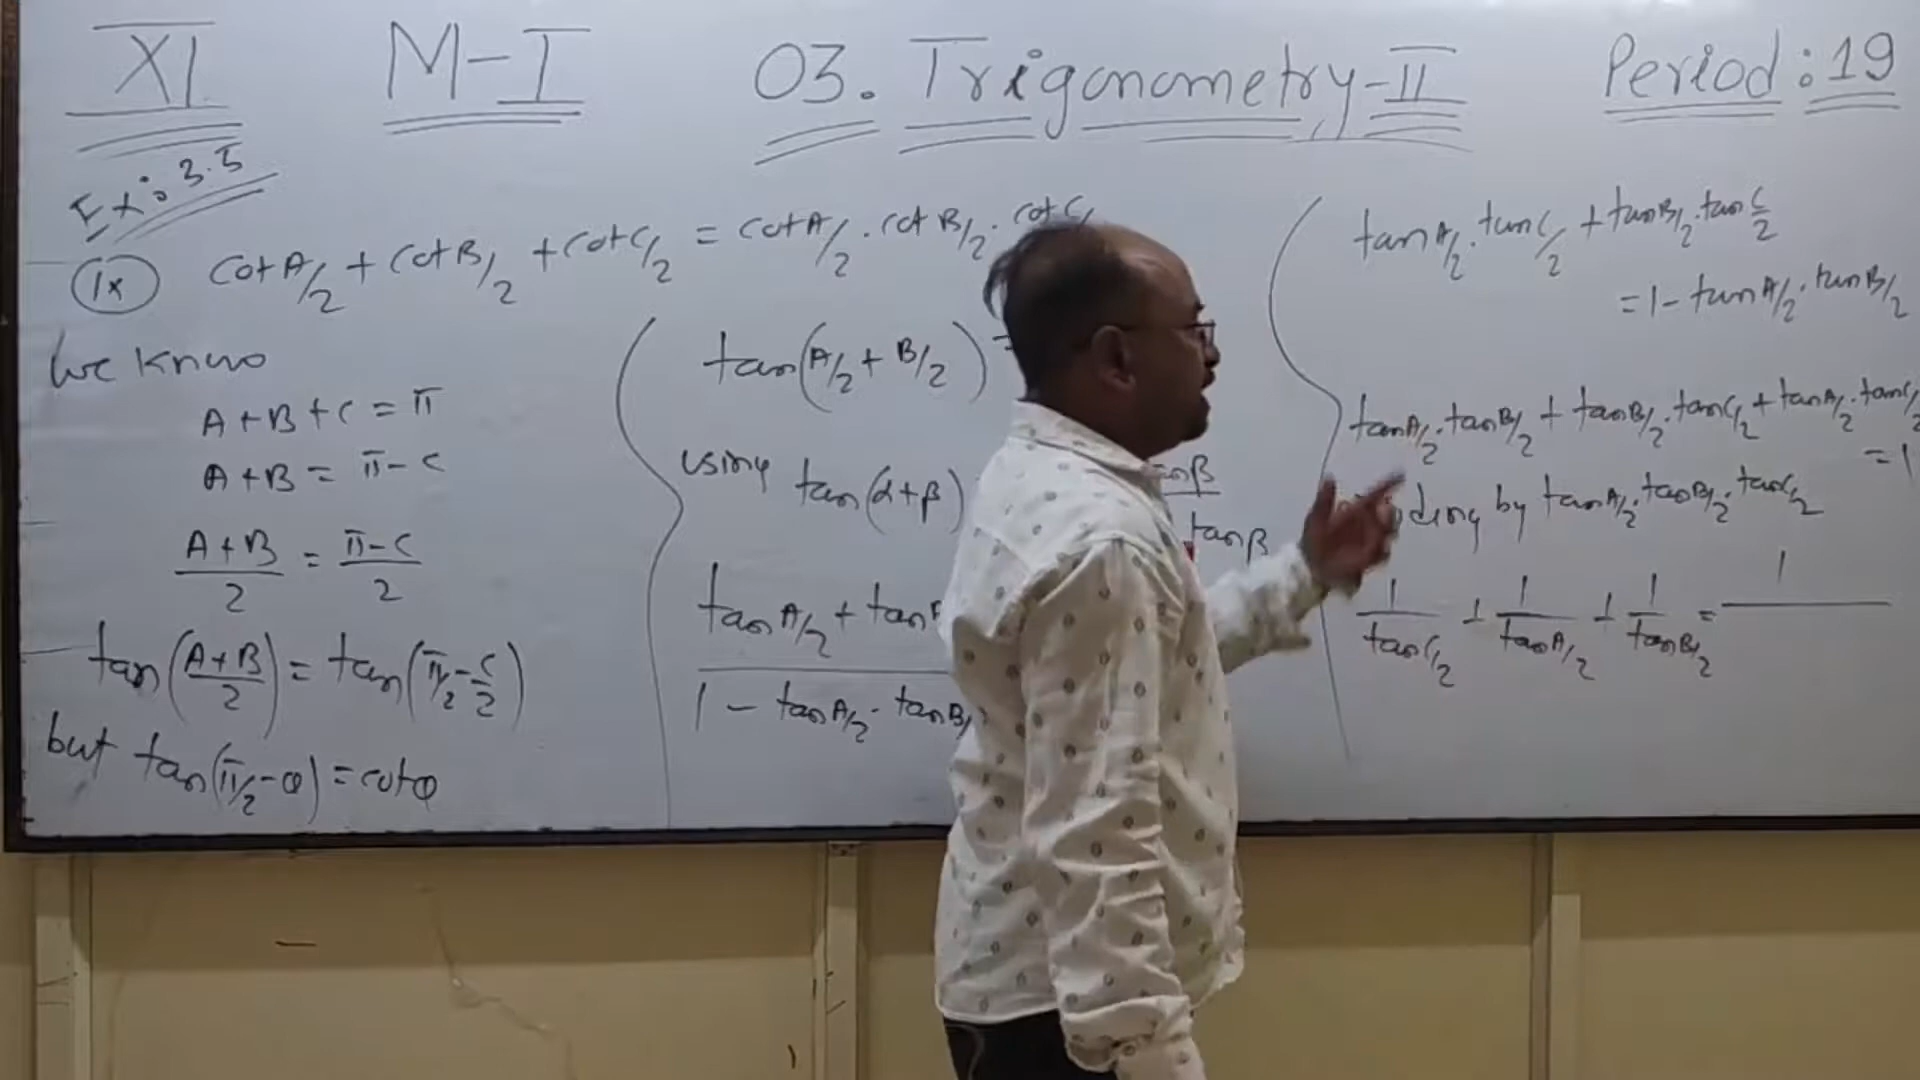 XI M-I 03. Trigonometry-II Period : 19
Ex: 3.5
(ix) cot A/2 + cot B/2 + cot C/2 = cot A/2 . cot B/2 . cot C/
we know
A + B + C = π
A + B = π - C
A + B / 2 = π - C / 2
tan(A + B / 2) = tan(π/2 - C/2)
but tan(π/2 - θ) = cot θ
tan(A/2 + B/2) =
using tan(α + β) tan β
tan β
tan A/2 + tan
1 - tan A/2 . tan B/
tan A/2 . tan C/2 + tan B/2 . tan C/2
= 1 - tan A/2 . tan B/2
tan A/2 . tan B/2 + tan B/2 . tan C/2 + tan A/2 . tan C/2
= 1
iding by tan A/2 . tan B/2 . tan C/2
1 / tan C/2 + 1 / tan A/2 + 1 / tan B/2 = 1 /